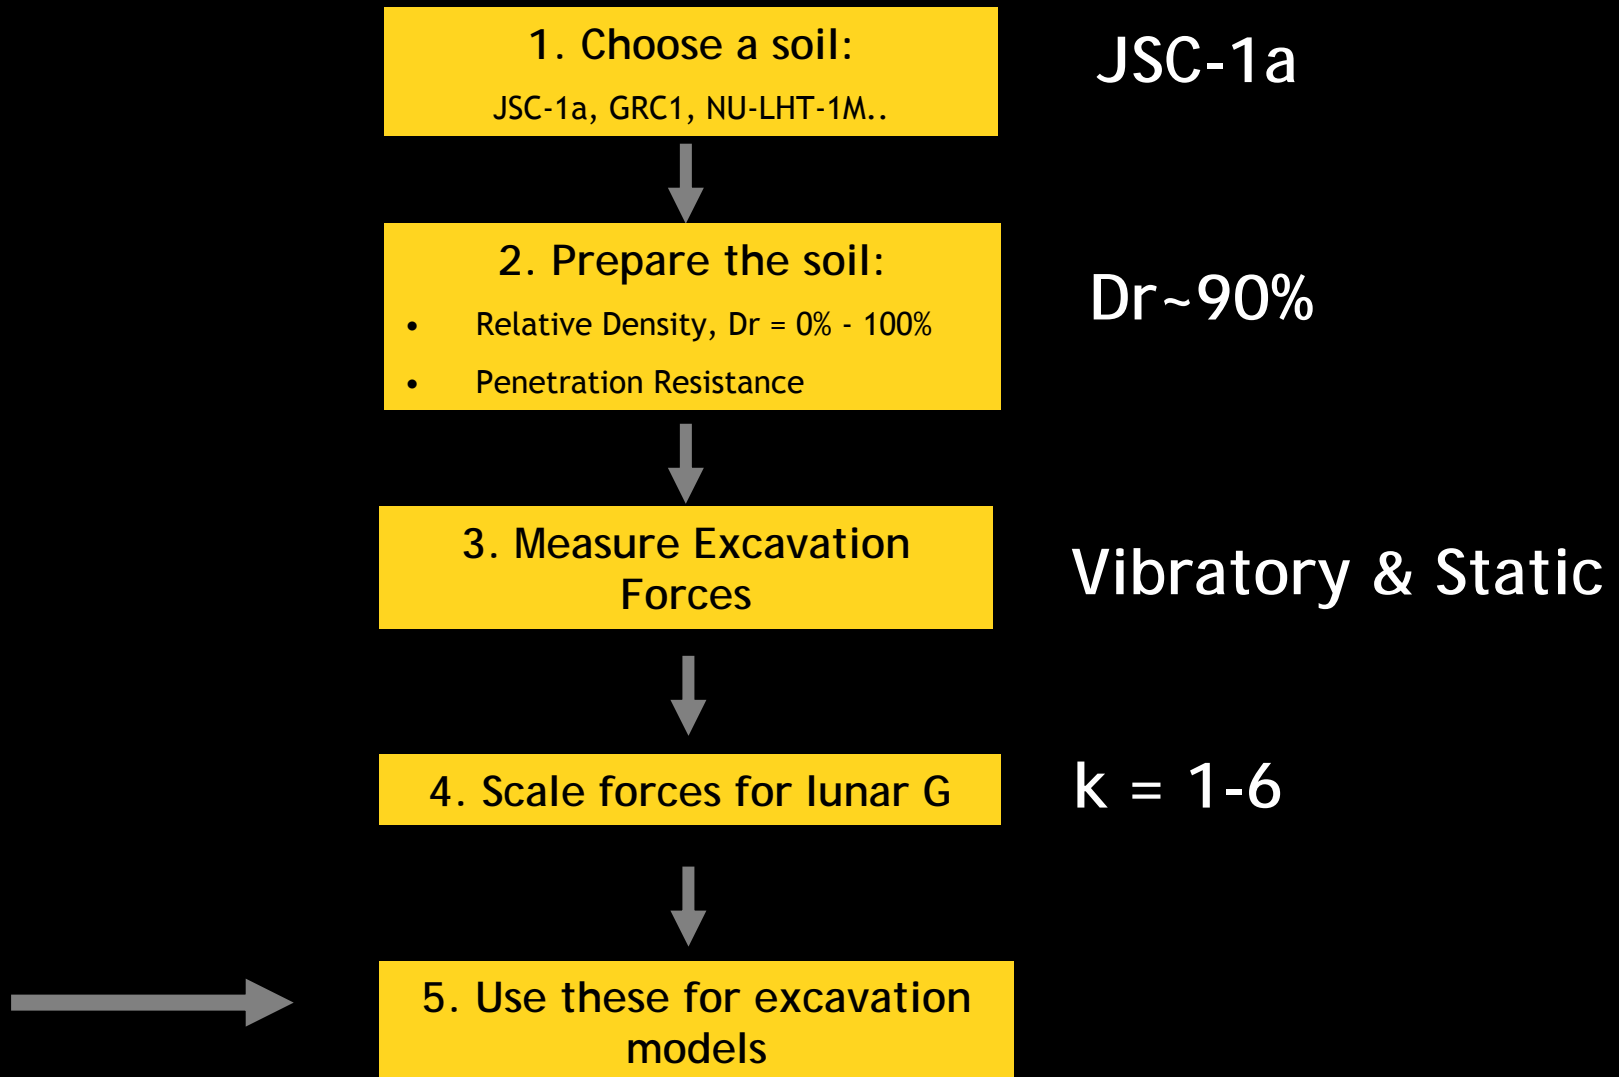 1. Choose a soil:
JSC-1a, GRC1, NU-LHT-1M..
JSC-1a
2. Prepare the soil:
• Relative Density, Dr = 0% - 100%
• Penetration Resistance
Dr~90%
3. Measure Excavation
Forces
Vibratory & Static
4. Scale forces for lunar G
k = 1-6
5. Use these for excavation
models